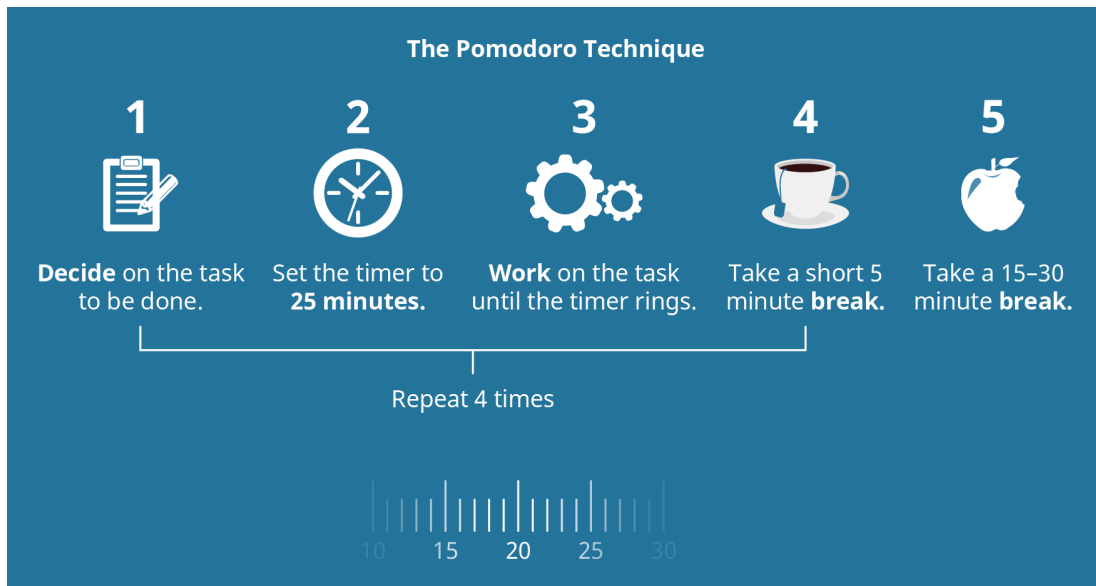 The Pomodoro Technique
1
2
3
4
5
Decide on the task
to be done.
Set the timer to
25 minutes.
Work on the task
until the timer rings.
Take a short 5
minute break.
Take a 15–30
minute break.
Repeat 4 times
10
15
20
25
30